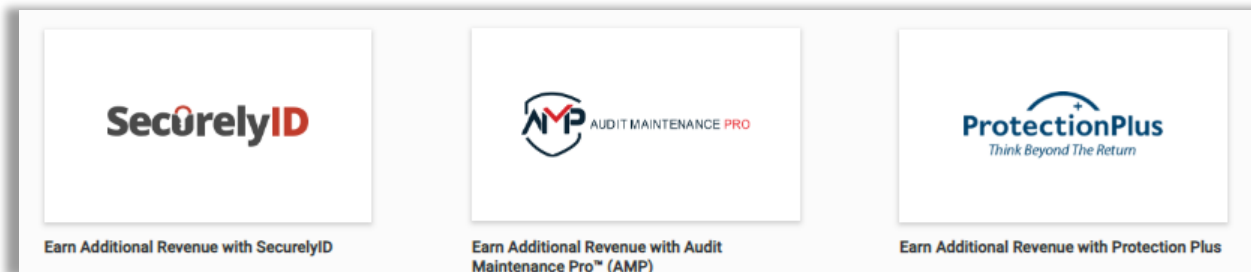 SecurelyID
AMP AUDIT MAINTENANCE PRO
ProtectionPlus
Think Beyond The Return
Earn Additional Revenue with SecurelyID
Earn Additional Revenue with Audit
Maintenance Pro™ (AMP)
Earn Additional Revenue with Protection Plus